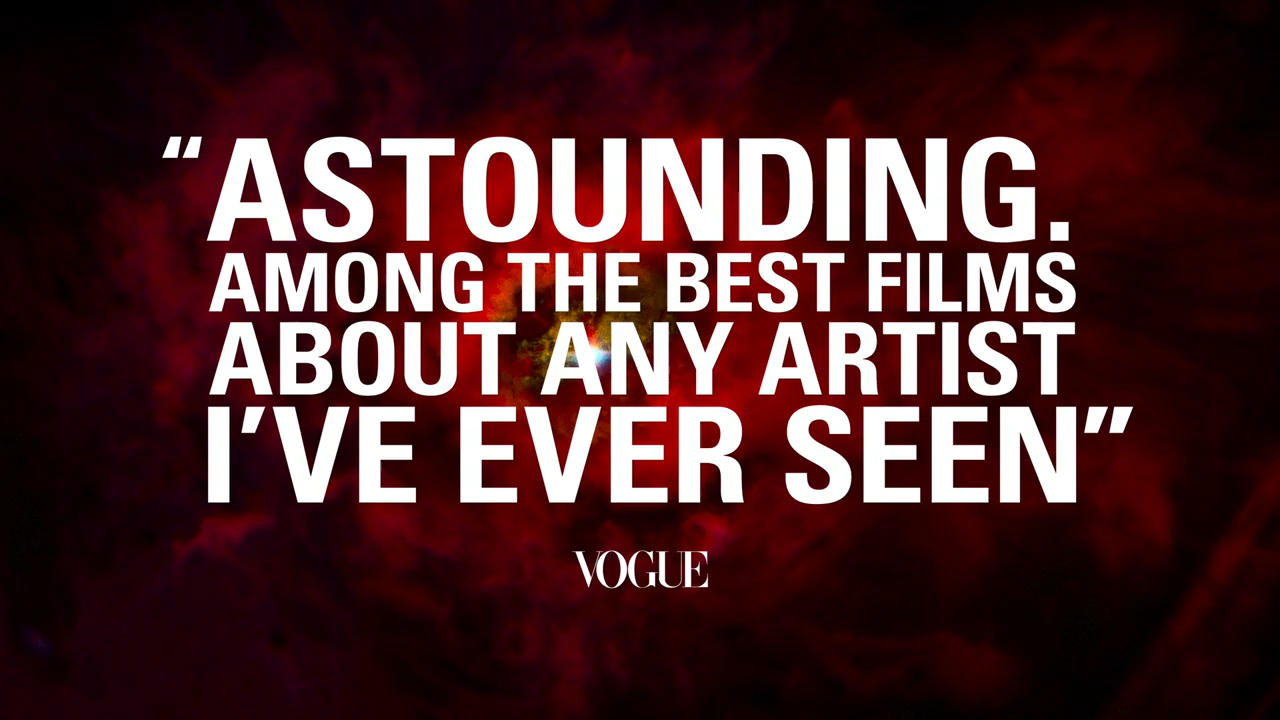 “ASTOUNDING.
AMONG THE BEST FILMS
ABOUT ANY ARTIST
I’VE EVER SEEN”
VOGUE